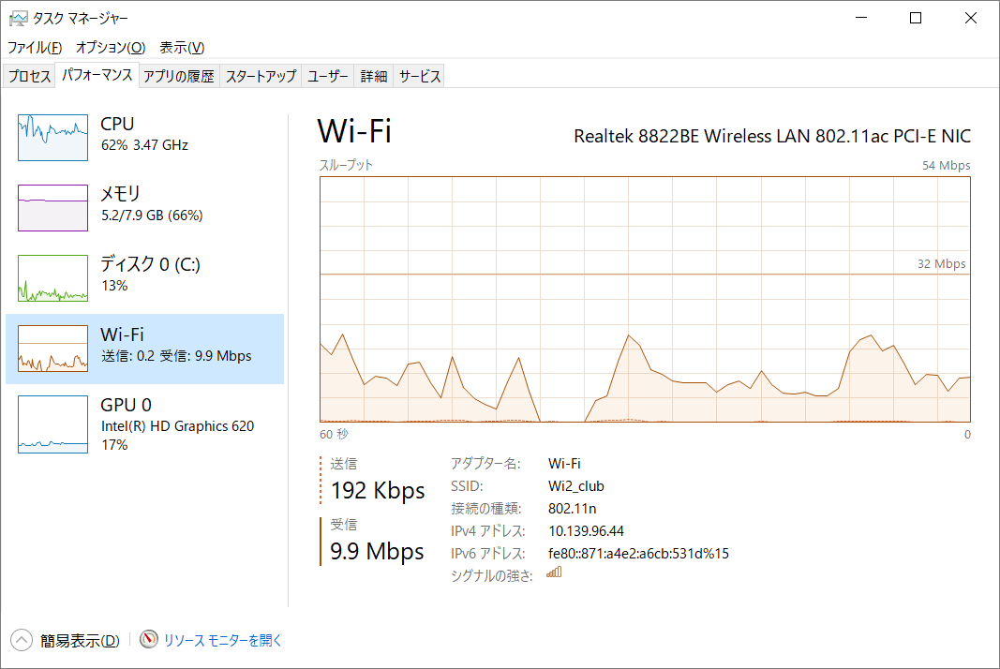 タスク マネージャー
ファイル(F) オプション(O) 表示(V)
プロセス パフォーマンス アプリの履歴 スタートアップ ユーザー 詳細 サービス
CPU
62% 3.47 GHz
メモリ
5.2/7.9 GB (66%)
ディスク 0 (C:)
13%
Wi-Fi
送信: 0.2 受信: 9.9 Mbps
GPU 0
Intel(R) HD Graphics 620
17%
Wi-Fi Realtek 8822BE Wireless LAN 802.11ac PCI-E NIC
スループット 54 Mbps
32 Mbps
60 秒 0
送信
192 Kbps
受信
9.9 Mbps
アダプター名: Wi-Fi
SSID: Wi2_club
接続の種類: 802.11n
IPv4 アドレス: 10.139.96.44
IPv6 アドレス: fe80::871:a4e2:a6cb:531d%15
シグナルの強さ:
簡易表示(D) リソース モニターを開く